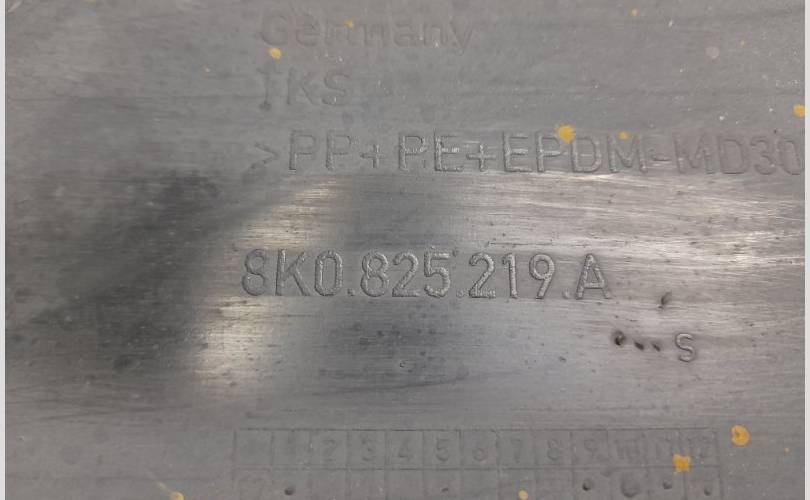 Germany
IKS
>PP+PE+EPDM-MD30
8K0.825.219.A
S
1 2 3 4 5 6 7 8 9 10 11 12